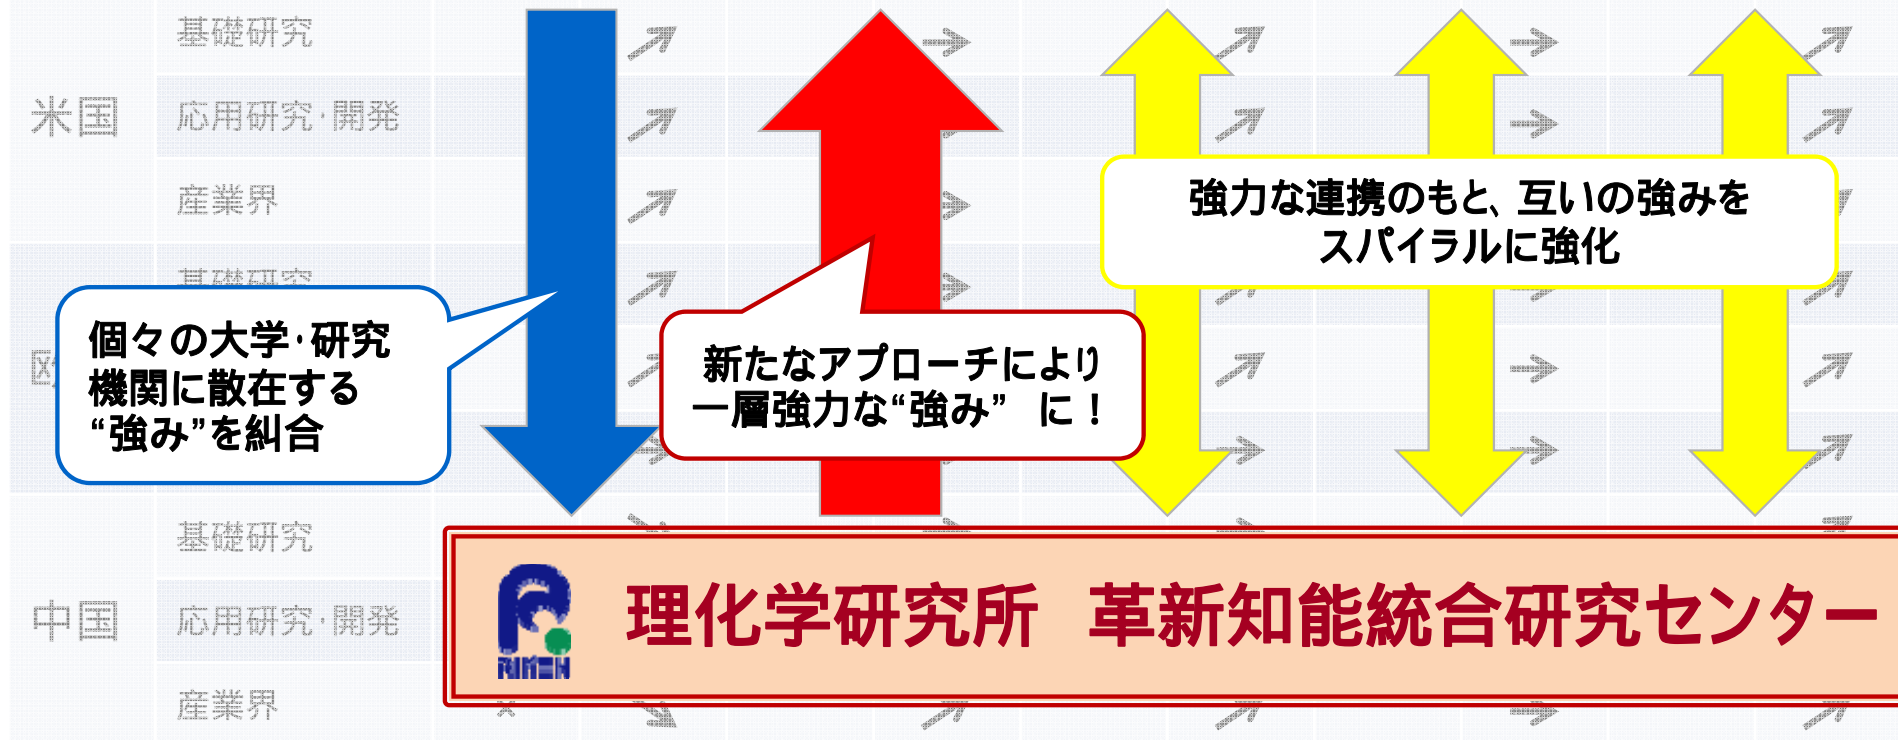 基礎研究
米国
応用研究・開発
産業界
基礎研究
個々の大学・研究
機関に散在する
“強み”を糾合
新たなアプローチにより
一層強力な“強み” に！
強力な連携のもと、互いの強みを
スパイラルに強化
基礎研究
中国
応用研究・開発
産業界
RIKEN
理化学研究所 革新知能統合研究センター